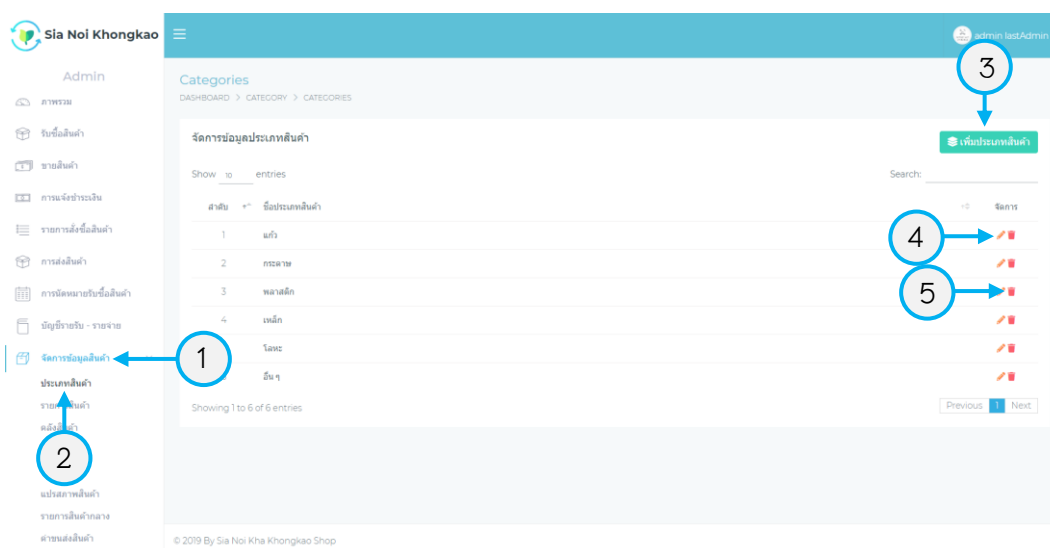 Sia Noi Khongkao
admin lastAdmin
Admin
ภาพรวม
รับซื้อสินค้า
ขายสินค้า
การแจ้งชำระเงิน
รายการสั่งซื้อสินค้า
การส่งสินค้า
การนัดหมายรับซื้อสินค้า
บัญชีรายรับ - รายจ่าย
จัดการข้อมูลสินค้า
ประเภทสินค้า
คลังสินค้า
แปรสภาพสินค้า
รายการสินค้ากลาง
ค่าขนส่งสินค้า
1
2
Categories
DASHBOARD > CATEGORY > CATEGORIES
3
จัดการข้อมูลประเภทสินค้า
เพิ่มประเภทสินค้า
Show 10 entries
Search:
ลำดับ ชื่อประเภทสินค้า จัดการ
1 แก้ว
4
2 กระดาษ
3 พลาสติก
5
4 เหล็ก
โลหะ
อื่น ๆ
Showing 1 to 6 of 6 entries
Previous 1 Next
© 2019 By Sia Noi Kha Khongkao Shop